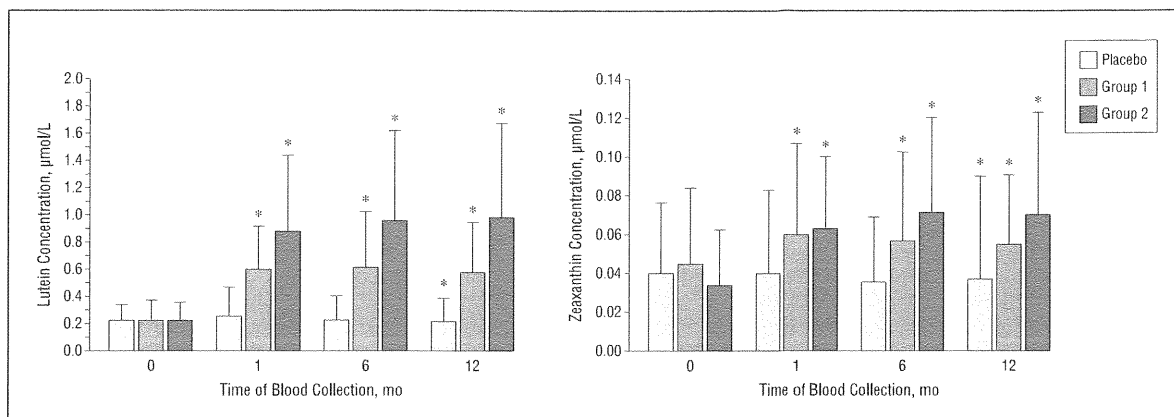 Lutein Concentration, µmol/L
2.0
1.8
1.6
1.4
1.2
1.0
0.8
0.6
0.4
0.2
0.0
* * * * * * *
0 1 6 12
Time of Blood Collection, mo
Zeaxanthin Concentration, µmol/L
0.14
0.12
0.10
0.08
0.06
0.04
0.02
0.00
* * * * * * *
0 1 6 12
Time of Blood Collection, mo
Placebo
Group 1
Group 2